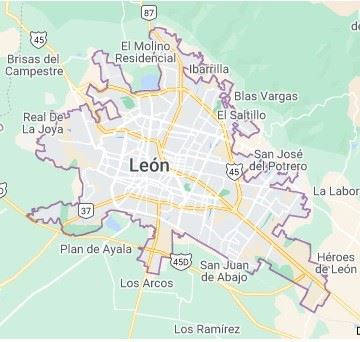 87
45
El Molino
Residencial
Brisas del
Campestre
Ibarrilla
Blas Vargas
El Saltillo
Real De
La Joya
León
San José
del Potrero
45
La Labor
37
Plan de Ayala
45D
San Juan
de Abajo
Héroes
de León
Los Arcos
Los Ramírez